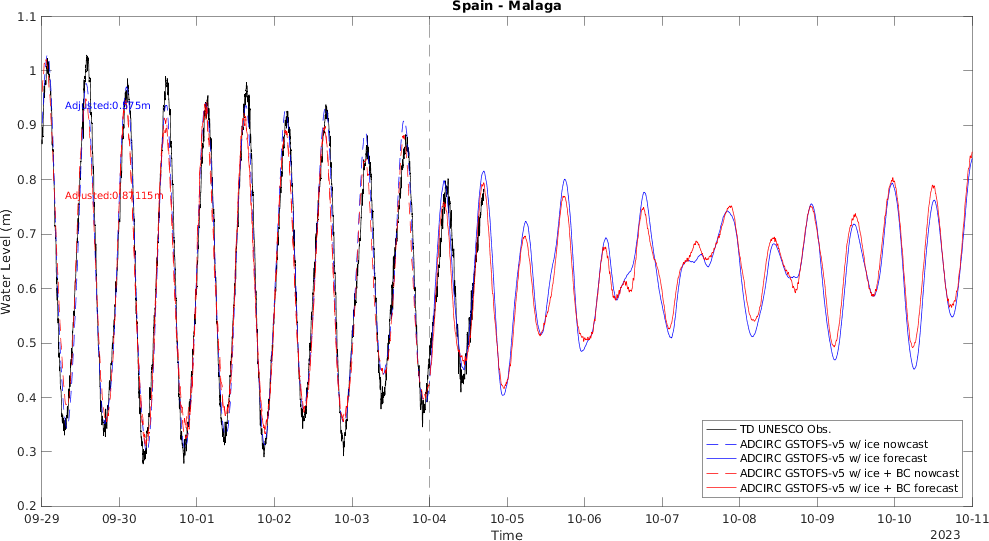 Spain - Malaga
1.1
1
0.9
0.8
0.7
0.6
0.5
0.4
0.3
0.2
Water Level (m)
Adjusted:0.575m
Adjusted:0.87115m
TD UNESCO Obs.
ADCIRC GSTOFS-v5 w/ ice nowcast
ADCIRC GSTOFS-v5 w/ ice forecast
ADCIRC GSTOFS-v5 w/ ice + BC nowcast
ADCIRC GSTOFS-v5 w/ ice + BC forecast
09-29 09-30 10-01 10-02 10-03 10-04 10-05 10-06 10-07 10-08 10-09 10-10 10-11
Time
2023